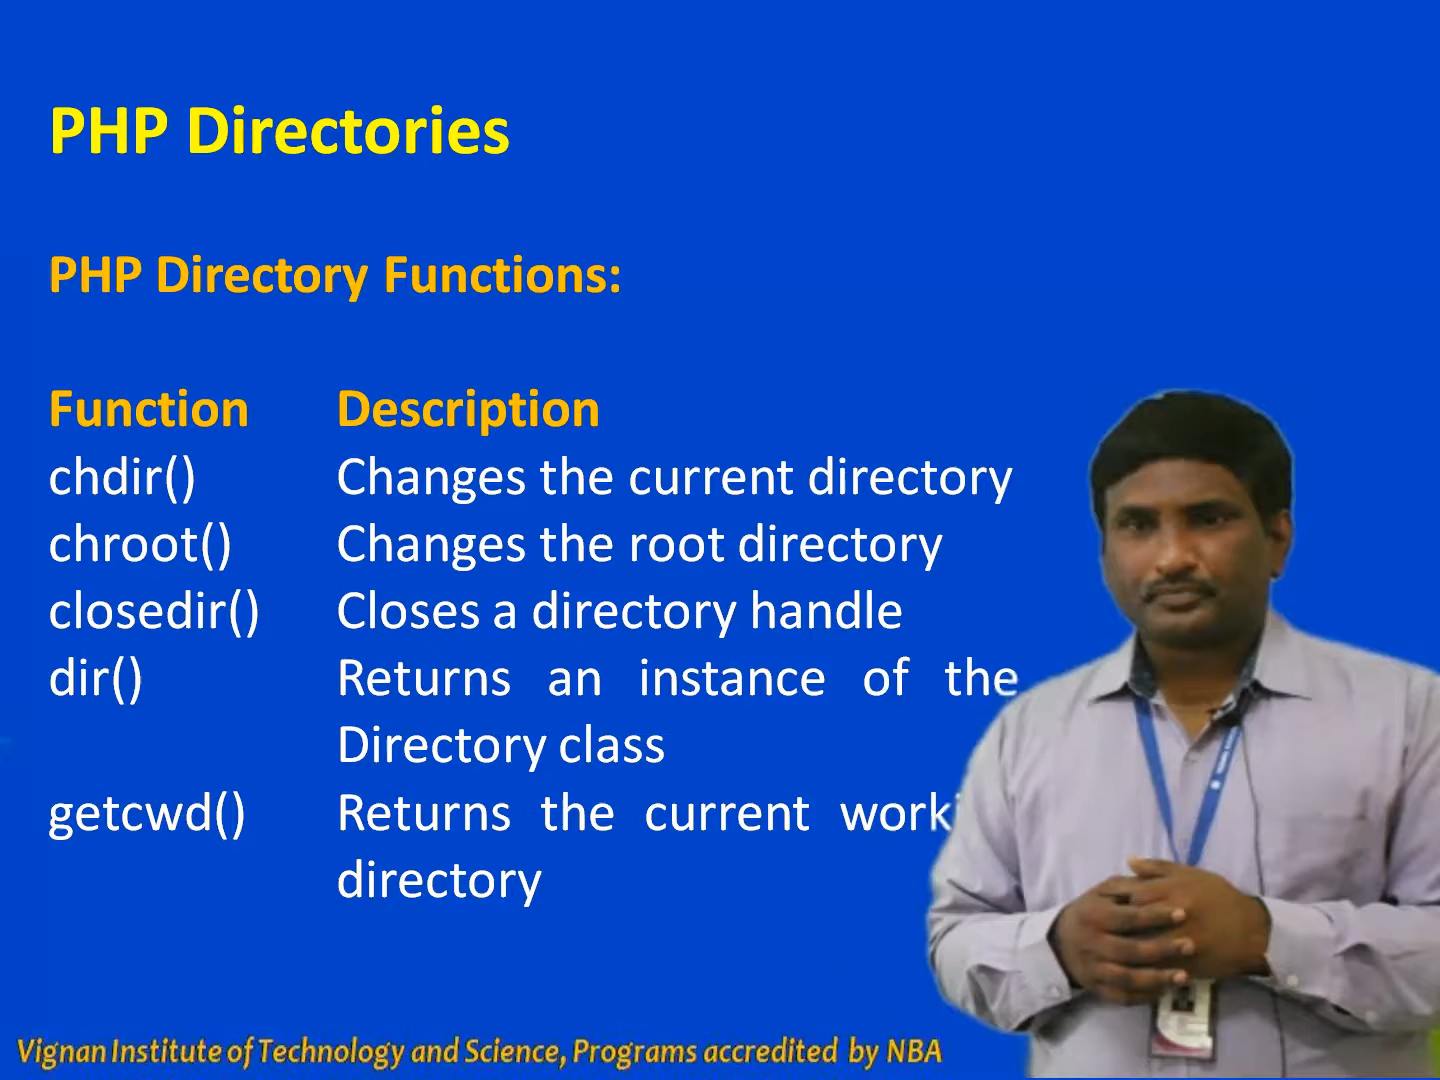 PHP Directories
PHP Directory Functions:
Function Description
chdir() Changes the current directory
chroot() Changes the root directory
closedir() Closes a directory handle
dir() Returns an instance of the
Directory class
getcwd() Returns the current
directory
Vignan Institute of Technology and Science, Programs accredited by NBA